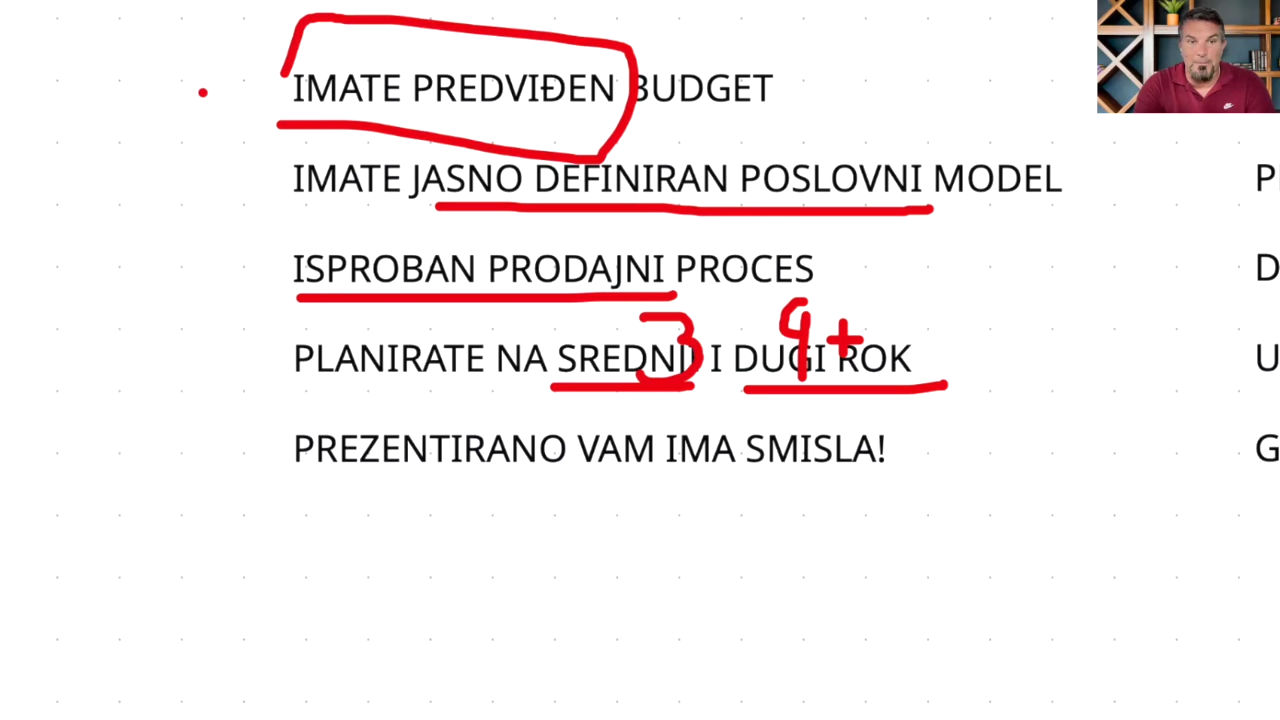 IMATE PREDVIĐEN BUDGET
IMATE JASNO DEFINIRAN POSLOVNI MODEL
ISPROBAN PRODAJNI PROCES
3 9+
PLANIRATE NA SREDNJI I DUGI ROK
PREZENTIRANO VAM IMA SMISLA!